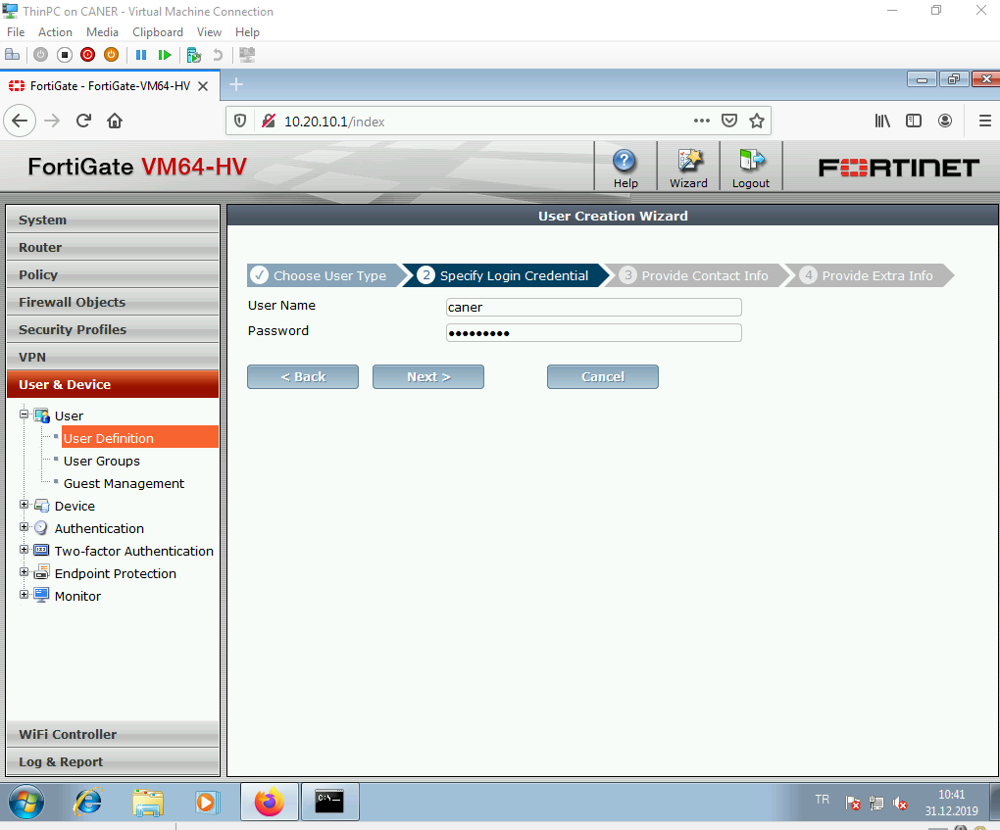 ThinPC on CANER - Virtual Machine Connection
File Action Media Clipboard View Help
FortiGate - FortiGate-VM64-HV
10.20.10.1/index
FortiGate VM64-HV
Help Wizard Logout
FORTINET
System
Router
Policy
Firewall Objects
Security Profiles
VPN
User & Device
User
User Definition
User Groups
Guest Management
Device
Authentication
Two-factor Authentication
Endpoint Protection
Monitor
WiFi Controller
Log & Report
User Creation Wizard
Choose User Type 2 Specify Login Credential 3 Provide Contact Info 4 Provide Extra Info
User Name caner
Password •••••••••
< Back Next > Cancel
TR
10:41
31.12.2019